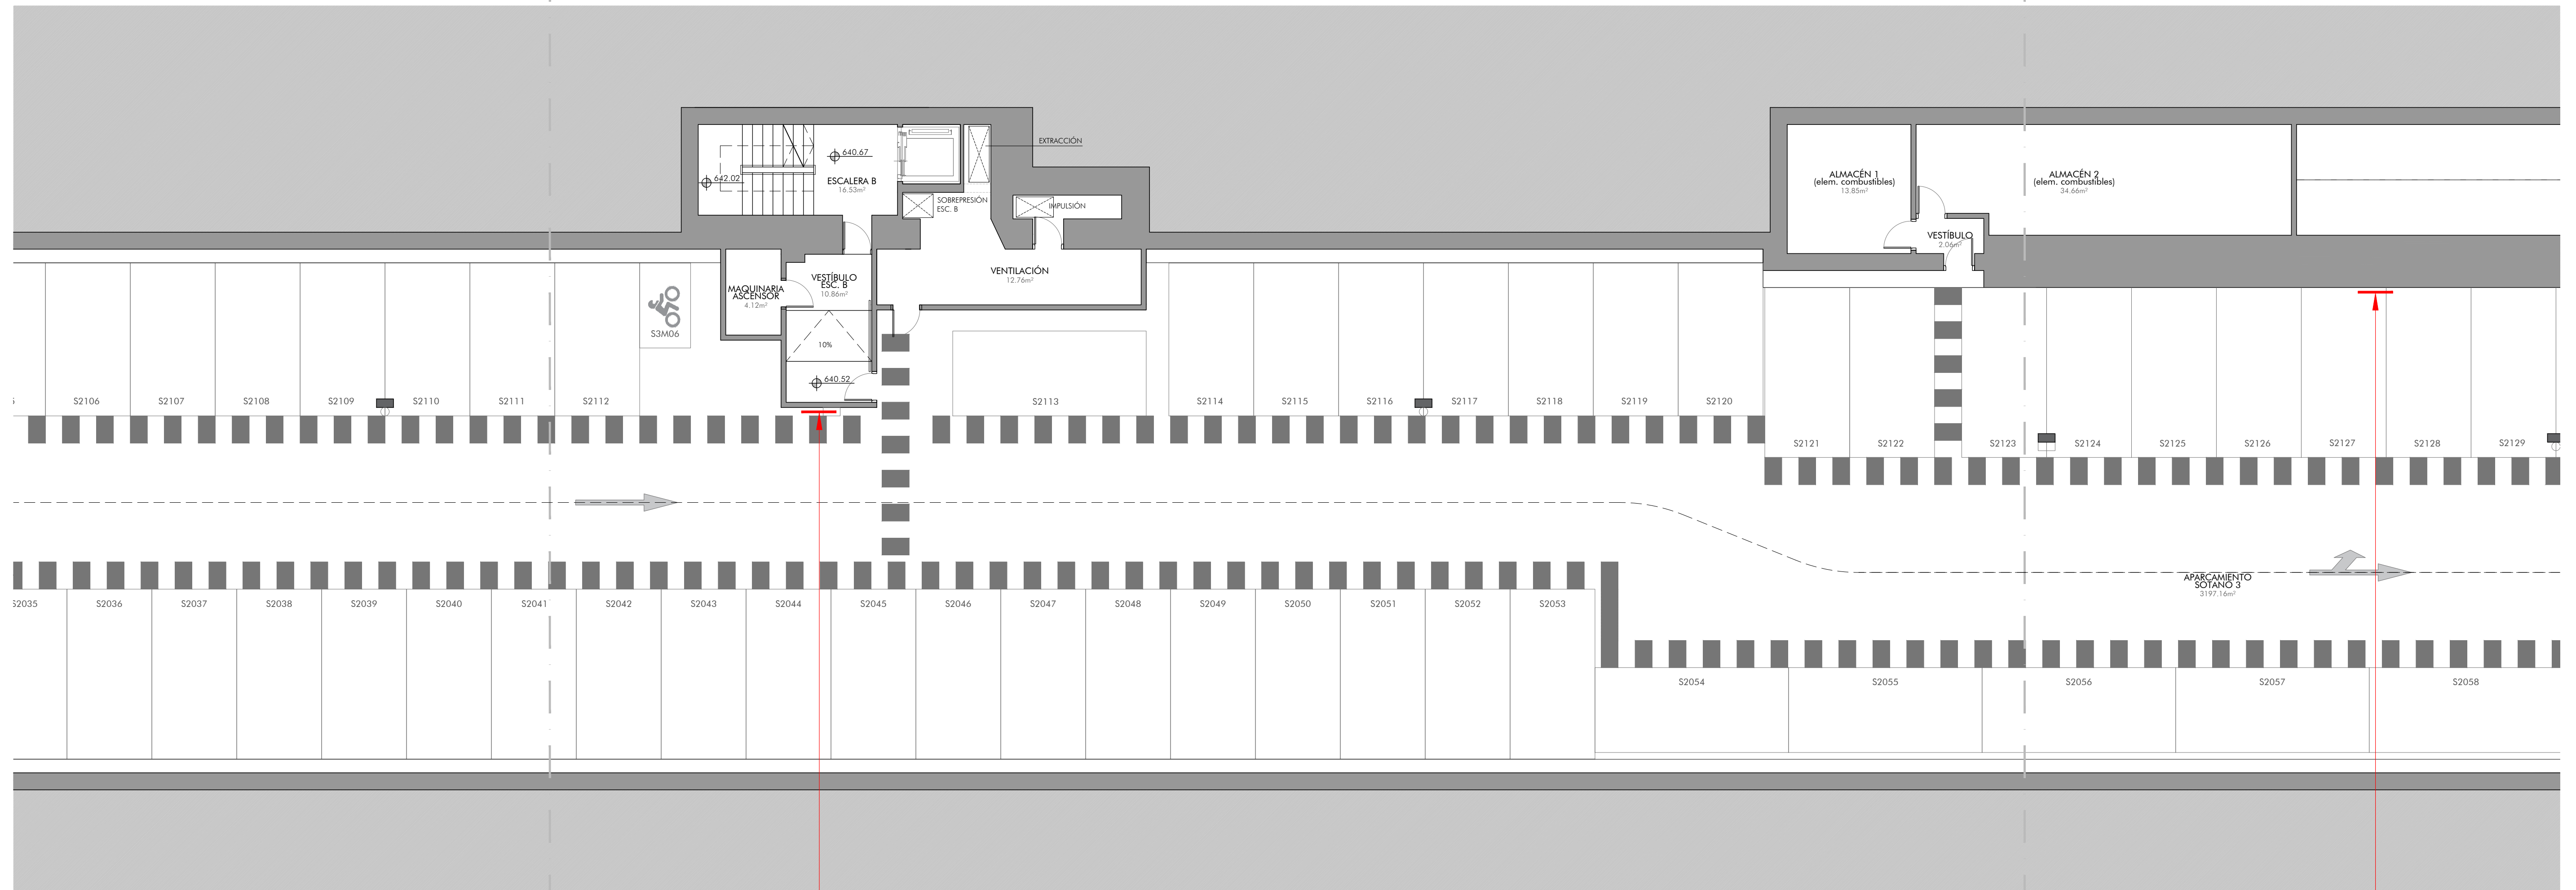 EXTRACCIÓN
640.67
642.02
ESCALERA B
16.53m²
SOBREPRESIÓN
ESC. B
IMPULSIÓN
ALMACÉN 1
(elem. combustibles)
13.85m²
ALMACÉN 2
(elem. combustibles)
34.66m²
VESTÍBULO
2.06m²
MAQUINARIA
ASCENSOR
4.12m²
VESTÍBULO
ESC. B
10.86m²
VENTILACIÓN
12.76m²
S3M06
10%
640.52
S2106
S2107
S2108
S2109
S2110
S2111
S2112
S2113
S2114
S2115
S2116
S2117
S2118
S2119
S2120
S2121
S2122
S2123
S2124
S2125
S2126
S2127
S2128
S2129
APARCAMIENTO
SOTANO 3
3197.16m²
S2035
S2036
S2037
S2038
S2039
S2040
S2041
S2042
S2043
S2044
S2045
S2046
S2047
S2048
S2049
S2050
S2051
S2052
S2053
S2054
S2055
S2056
S2057
S2058